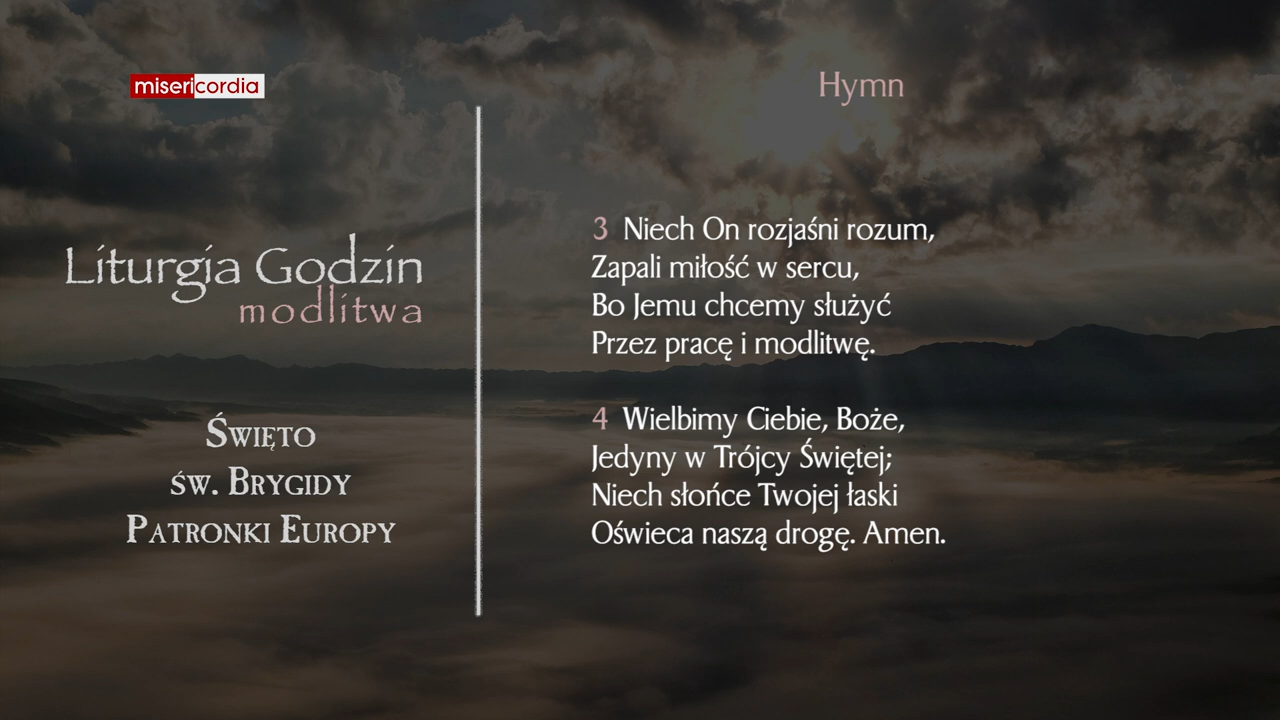 misericordia
Liturgia Godzin
modlitwa
Święto
św. Brygidy
Patronki Europy
Hymn
3 Niech On rozjaśni rozum,
Zapali miłość w sercu,
Bo Jemu chcemy służyć
Przez pracę i modlitwę.
4 Wielbimy Ciebie, Boże,
Jedyny w Trójcy Świętej;
Niech słońce Twojej łaski
Oświeca naszą drogę. Amen.